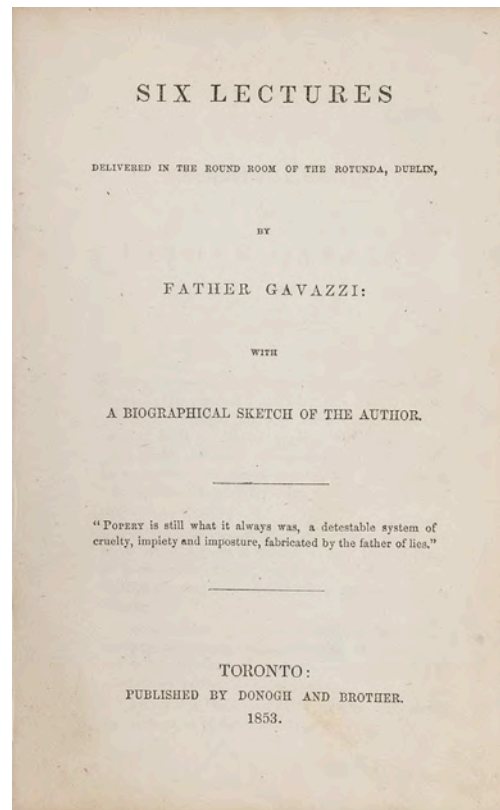 SIX LECTURES
DELIVERED IN THE ROUND ROOM OF THE ROTUNDA, DUBLIN,
BY
FATHER GAVAZZI:
WITH
A BIOGRAPHICAL SKETCH OF THE AUTHOR.
"POPERY is still what it always was, a detestable system of
cruelty, impiety and imposture, fabricated by the father of lies."
TORONTO:
PUBLISHED BY DONOGH AND BROTHER.
1853.